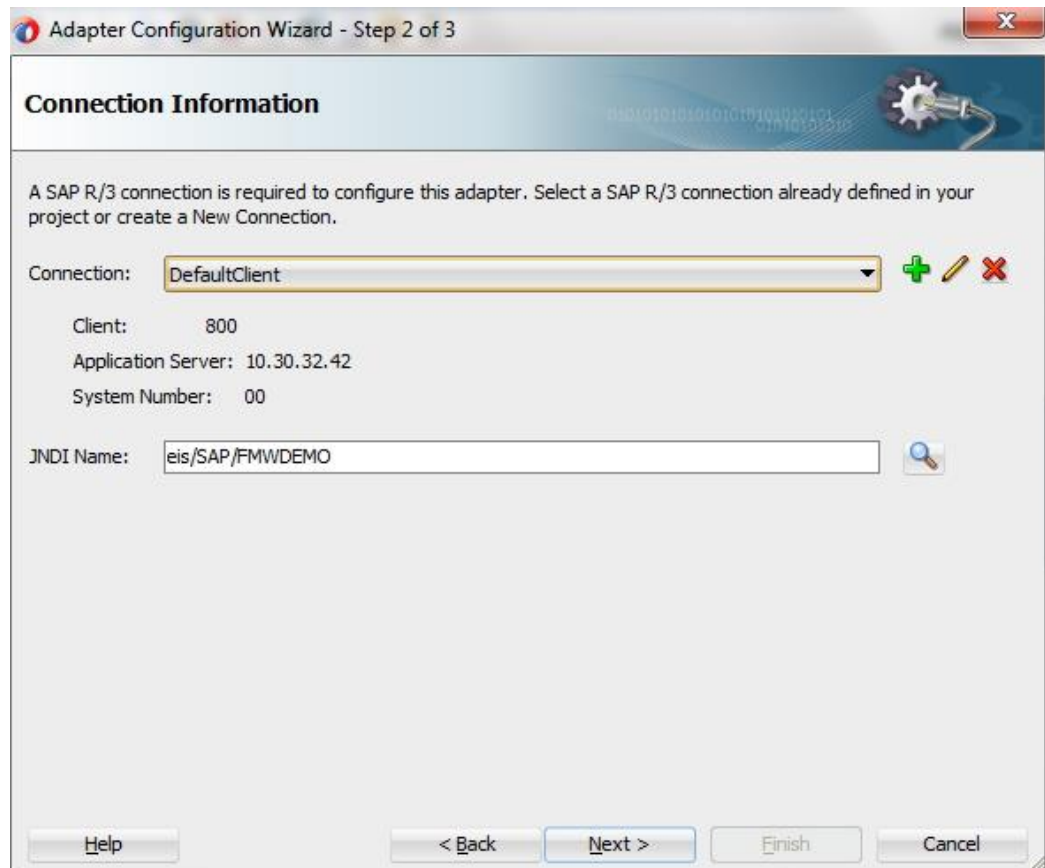 Adapter Configuration Wizard - Step 2 of 3
Connection Information
A SAP R/3 connection is required to configure this adapter. Select a SAP R/3 connection already defined in your
project or create a New Connection.
Connection: DefaultClient
Client: 800
Application Server: 10.30.32.42
System Number: 00
JNDI Name: eis/SAP/FMWDEMO
Help < Back Next > Finish Cancel